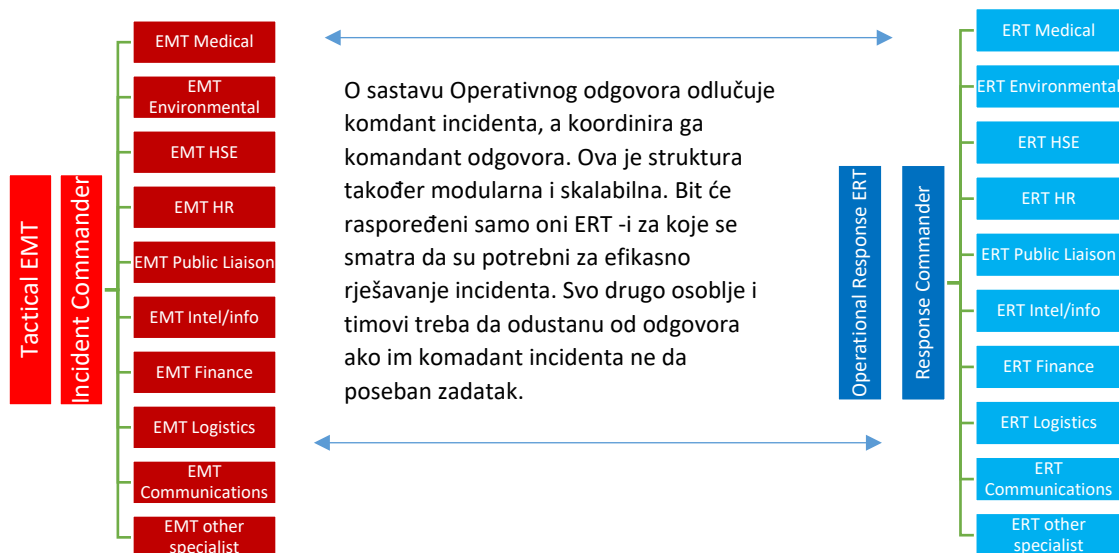 Tactical EMT
Incident Commander
EMT Medical
EMT
Environmental
EMT HSE
EMT HR
EMT Public Liaison
EMT Intel/info
EMT Finance
EMT Logistics
EMT
Communications
EMT other
specialist
O sastavu Operativnog odgovora odlučuje
komdant incidenta, a koordinira ga
komandant odgovora. Ova je struktura
također modularna i skalabilna. Bit će
raspoređeni samo oni ERT -i za koje se
smatra da su potrebni za efikasno
rješavanje incidenta. Svo drugo osoblje i
timovi treba da odustanu od odgovora
ako im komadant incidenta ne da
poseban zadatak.
Operational Response ERT
Response Commander
ERT Medical
ERT Environmental
ERT HSE
ERT HR
ERT Public Liaison
ERT Intel/info
ERT Finance
ERT Logistics
ERT
Communications
ERT other
specialist